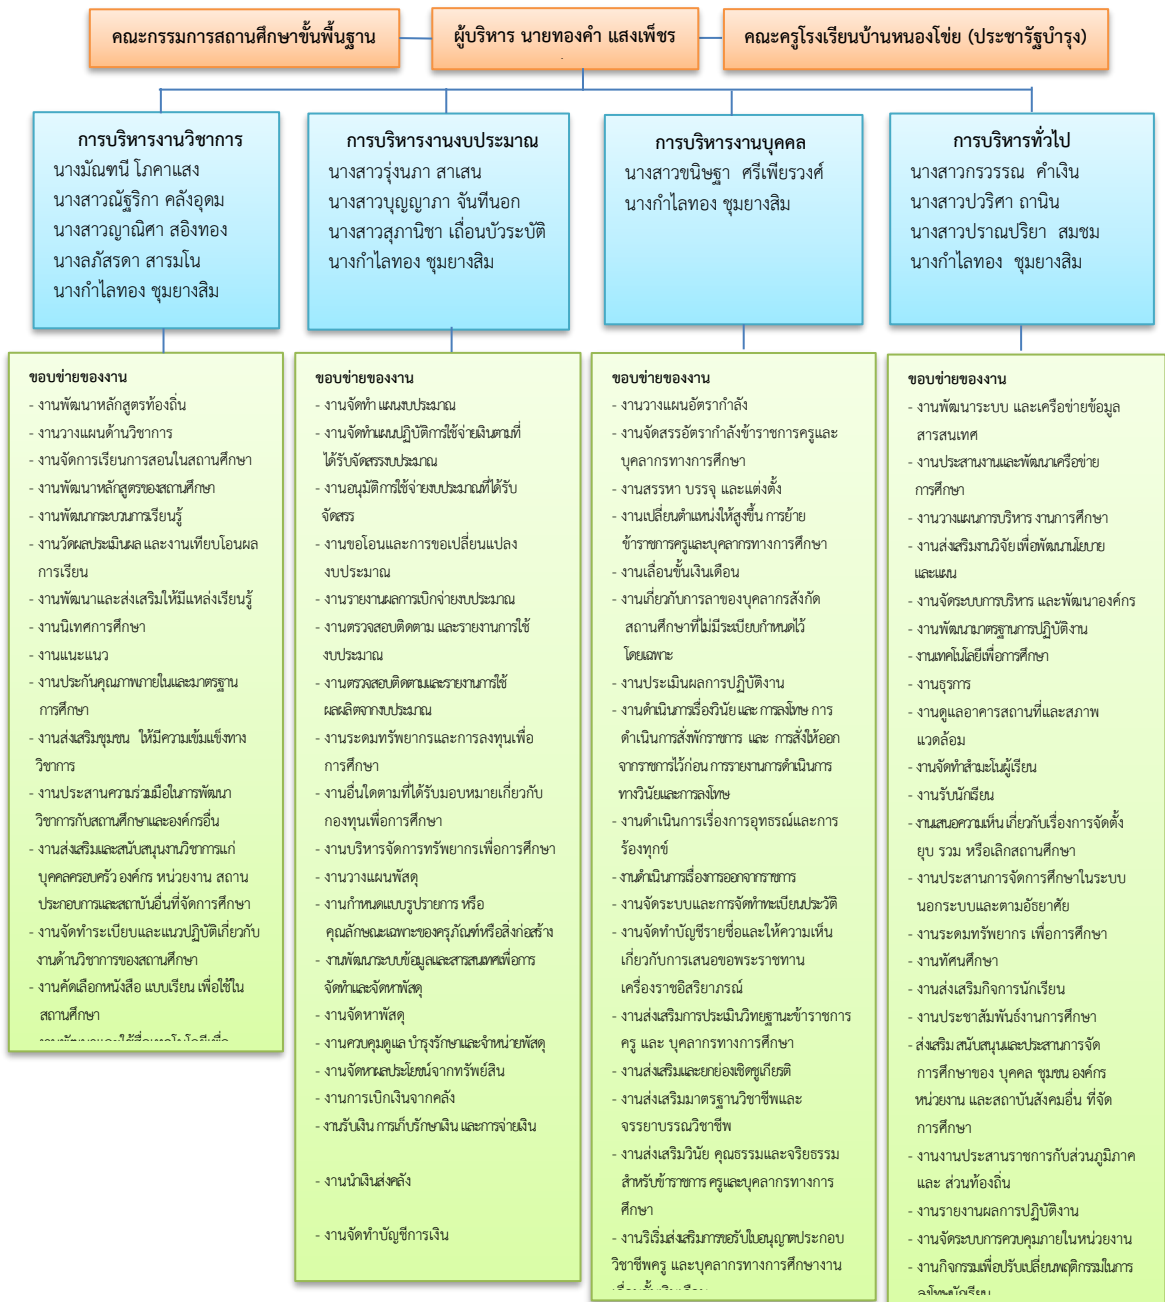 คณะกรรมการสถานศึกษาขั้นพื้นฐาน
ผู้บริหาร นายทองคำ แสงเพ็ชร
คณะครูโรงเรียนบ้านหนองโข่ย (ประชารัฐบำรุง)
การบริหารงานวิชาการ
นางมัณฑนี โภคาแสง
นางสาวณัฐริกา คลังอุดม
นางสาวญาณิศา สอิงทอง
นางลภัสรดา สารมโน
นางกำไลทอง ชุมยางสิม
การบริหารงานงบประมาณ
นางสาวรุ่งนภา สาเสน
นางสาวบุญญาภา จันทีนอก
นางสาวสุภานิชา เถื่อนบัวระบัติ
นางกำไลทอง ชุมยางสิม
การบริหารงานบุคคล
นางสาวขนิษฐา ศรีเพียรวงศ์
นางกำไลทอง ชุมยางสิม
การบริหารทั่วไป
นางสาวกรวรรณ คำเงิน
นางสาวปวริศา ถานิน
นางสาวปราณปริยา สมชม
นางกำไลทอง ชุมยางสิม
ขอบข่ายของงาน
- งานพัฒนาหลักสูตรท้องถิ่น
- งานวางแผนด้านวิชาการ
- งานจัดการเรียนการสอนในสถานศึกษา
- งานพัฒนาหลักสูตรของสถานศึกษา
- งานพัฒนากระบวนการเรียนรู้
- งานวัดผลประเมินผล และงานเทียบโอนผล
การเรียน
- งานพัฒนาและส่งเสริมให้มีแหล่งเรียนรู้
- งานนิเทศการศึกษา
- งานแนะแนว
- งานประกันคุณภาพภายในและมาตรฐาน
การศึกษา
- งานส่งเสริมชุมชน ให้มีความเข้มแข็งทาง
วิชาการ
- งานประสานความร่วมมือในการพัฒนา
วิชาการกับสถานศึกษาและองค์กรอื่น
- งานส่งเสริมและสนับสนุนงานวิชาการแก่
บุคคลครอบครัว องค์กร หน่วยงาน สถาน
ประกอบการและสถาบันอื่นที่จัดการศึกษา
- งานจัดทำระเบียบและแนวปฏิบัติเกี่ยวกับ
งานด้านวิชาการของสถานศึกษา
- งานคัดเลือกหนังสือ แบบเรียน เพื่อใช้ใน
สถานศึกษา
- งานพัฒนาและใช้สื่อเทคโนโลยีเพื่อ
ขอบข่ายของงาน
- งานจัดทำ แผนงบประมาณ
- งานจัดทำแผนปฏิบัติการใช้จ่ายเงินตามที่
ได้รับจัดสรรงบประมาณ
- งานอนุมัติการใช้จ่ายงบประมาณที่ได้รับ
จัดสรร
- งานขอโอนและการขอเปลี่ยนแปลง
งบประมาณ
- งานรายงานผลการเบิกจ่ายงบประมาณ
- งานตรวจสอบติดตาม และรายงานการใช้
งบประมาณ
- งานตรวจสอบติดตามและรายงานการใช้
ผลผลิตจากงบประมาณ
- งานระดมทรัพยากรและการลงทุนเพื่อ
การศึกษา
- งานอื่นใดตามที่ได้รับมอบหมายเกี่ยวกับ
กองทุนเพื่อการศึกษา
- งานบริหารจัดการทรัพยากรเพื่อการศึกษา
- งานวางแผนพัสดุ
- งานกำหนดแบบรูปรายการ หรือ
คุณลักษณะเฉพาะของครุภัณฑ์หรือสิ่งก่อสร้าง
- งานพัฒนาระบบข้อมูลและสารสนเทศเพื่อการ
จัดทำและจัดหาพัสดุ
- งานจัดหาพัสดุ
- งานควบคุมดูแล บำรุงรักษาและจำหน่ายพัสดุ
- งานจัดหาผลประโยชน์จากทรัพย์สิน
- งานการเบิกเงินจากคลัง
- งานรับเงิน การเก็บรักษาเงิน และการจ่ายเงิน
- งานนำเงินส่งคลัง
- งานจัดทำบัญชีการเงิน
ขอบข่ายของงาน
- งานวางแผนอัตรากำลัง
- งานจัดสรรอัตรากำลังข้าราชการครูและ
บุคลากรทางการศึกษา
- งานสรรหา บรรจุ และแต่งตั้ง
- งานเปลี่ยนตำแหน่งให้สูงขึ้น การย้าย
ข้าราชการครูและบุคลากรทางการศึกษา
- งานเลื่อนขั้นเงินเดือน
- งานเกี่ยวกับการลาของบุคลากรสังกัด
สถานศึกษาที่ไม่มีระเบียบกำหนดไว้
โดยเฉพาะ
- งานประเมินผลการปฏิบัติงาน
- งานดำเนินการเรื่องวินัย และ การลงโทษ การ
ดำเนินการสั่งพักราชการ และ การสั่งให้ออก
จากราชการไว้ก่อน การรายงานการดำเนินการ
ทางวินัยและการลงโทษ
- งานดำเนินการเรื่องการอุทธรณ์และการ
ร้องทุกข์
- งานดำเนินการเรื่องการออกจากราชการ
- งานจัดระบบและการจัดทำทะเบียนประวัติ
- งานจัดทำบัญชีรายชื่อและให้ความเห็น
เกี่ยวกับการเสนอขอพระราชทาน
เครื่องราชอิสริยาภรณ์
- งานส่งเสริมการประเมินวิทยฐานะข้าราชการ
ครู และ บุคลากรทางการศึกษา
- งานส่งเสริมและยกย่องเชิดชูเกียรติ
- งานส่งเสริมมาตรฐานวิชาชีพและ
จรรยาบรรณวิชาชีพ
- งานส่งเสริมวินัย คุณธรรมและจริยธรรม
สำหรับข้าราชการ ครูและบุคลากรทางการ
ศึกษา
- งานริเริ่มส่งเสริมการขอรับใบอนุญาตประกอบ
วิชาชีพครู และบุคลากรทางการศึกษางาน
เลื่อนขั้นเงินเดือน
ขอบข่ายของงาน
- งานพัฒนาระบบ และเครือข่ายข้อมูล
สารสนเทศ
- งานประสานงานและพัฒนาเครือข่าย
การศึกษา
- งานวางแผนการบริหาร งานการศึกษา
- งานส่งเสริมงานวิจัย เพื่อพัฒนานโยบาย
และแผน
- งานจัดระบบการบริหาร และพัฒนาองค์กร
- งานพัฒนามาตรฐานการปฏิบัติงาน
- งานเทคโนโลยีเพื่อการศึกษา
- งานธุรการ
- งานดูแลอาคารสถานที่และสภาพ
แวดล้อม
- งานจัดทำสำมะโนผู้เรียน
- งานรับนักเรียน
- งานเสนอความเห็น เกี่ยวกับเรื่องการจัดตั้ง
ยุบ รวม หรือเลิกสถานศึกษา
- งานประสานการจัดการศึกษาในระบบ
นอกระบบและตามอัธยาศัย
- งานระดมทรัพยากร เพื่อการศึกษา
- งานทัศนศึกษา
- งานส่งเสริมกิจการนักเรียน
- งานประชาสัมพันธ์งานการศึกษา
- ส่งเสริม สนับสนุนและประสานการจัด
การศึกษาของ บุคคล ชุมชน องค์กร
หน่วยงาน และสถาบันสังคมอื่น ที่จัด
การศึกษา
- งานงานประสานราชการกับส่วนภูมิภาค
และ ส่วนท้องถิ่น
- งานรายงานผลการปฏิบัติงาน
- งานจัดระบบการควบคุมภายในหน่วยงาน
- งานกิจกรรมเพื่อปรับเปลี่ยนพฤติกรรมในการ
ลงโทษนักเรียน